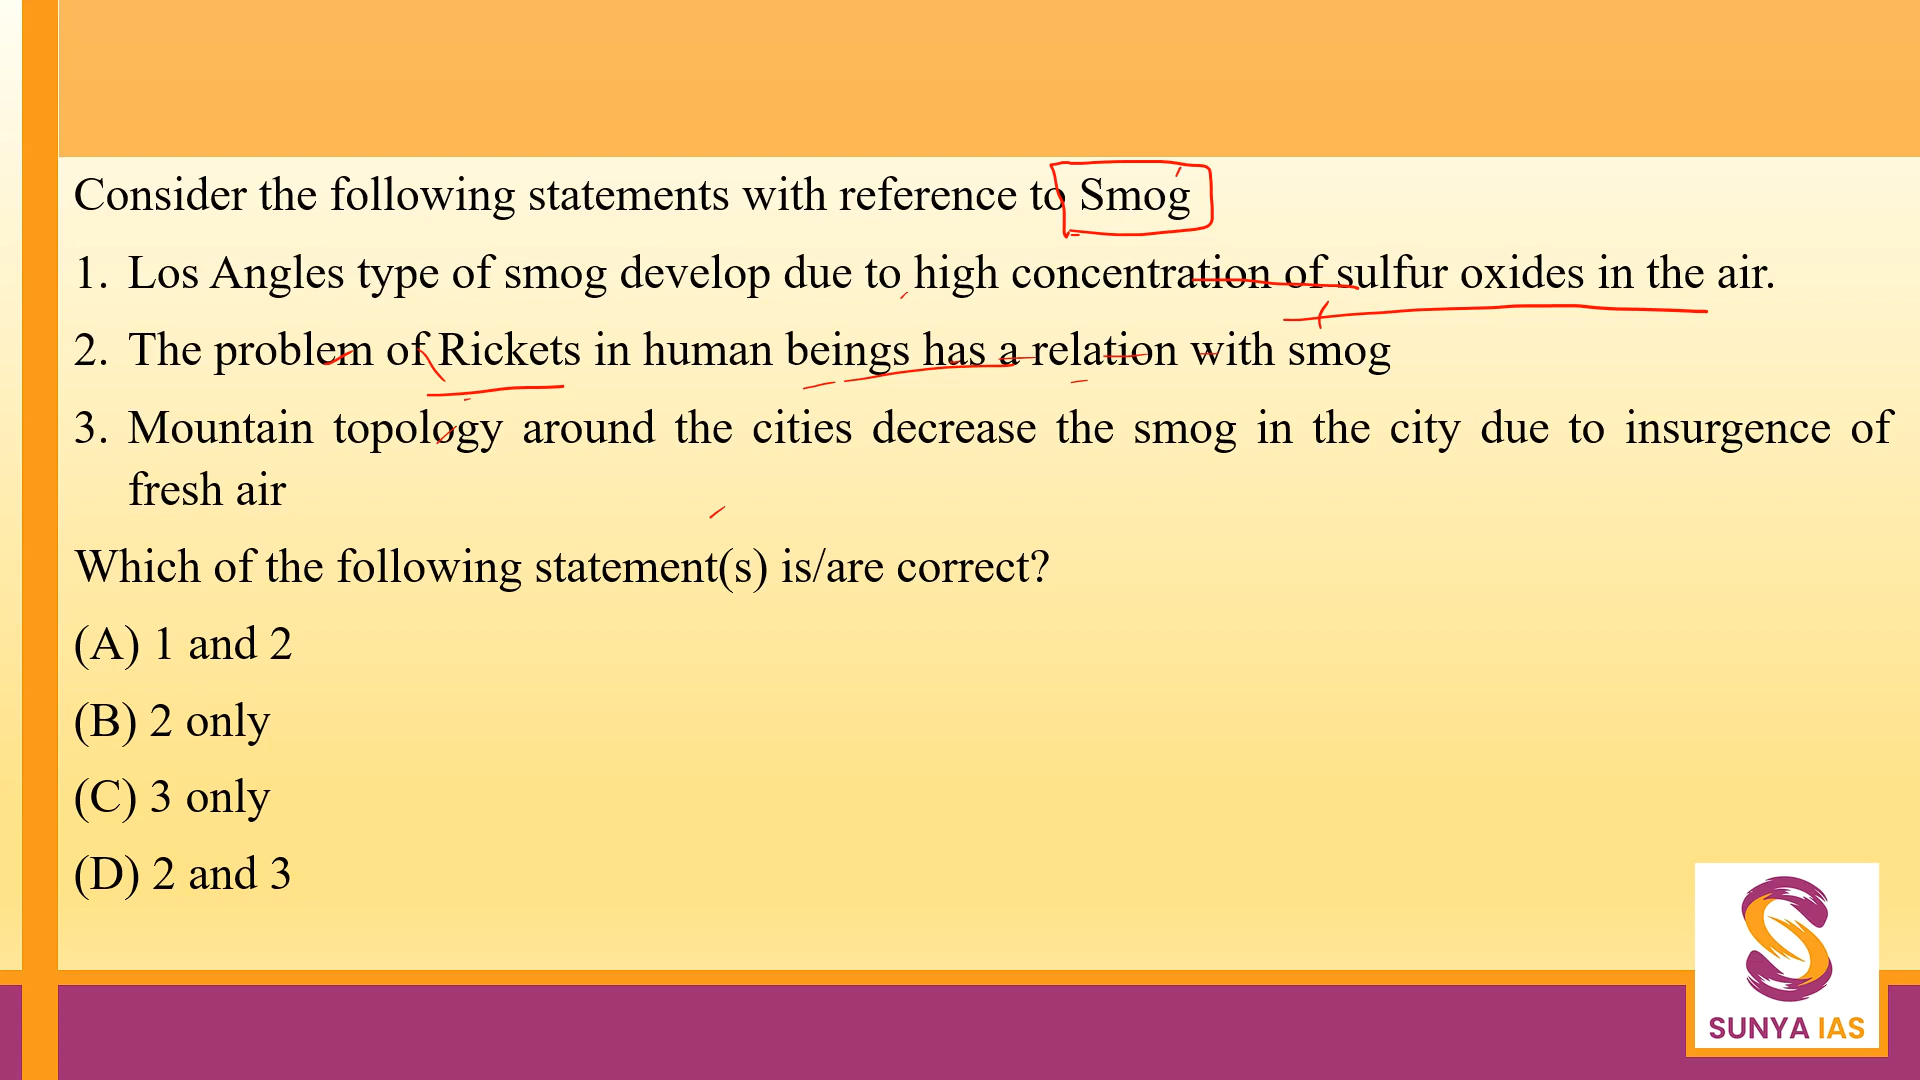 Consider the following statements with reference to Smog
1. Los Angles type of smog develop due to high concentration of sulfur oxides in the air.
2. The problem of Rickets in human beings has a relation with smog
3. Mountain topology around the cities decrease the smog in the city due to insurgence of
fresh air
Which of the following statement(s) is/are correct?
(A) 1 and 2
(B) 2 only
(C) 3 only
(D) 2 and 3
SUNYA IAS